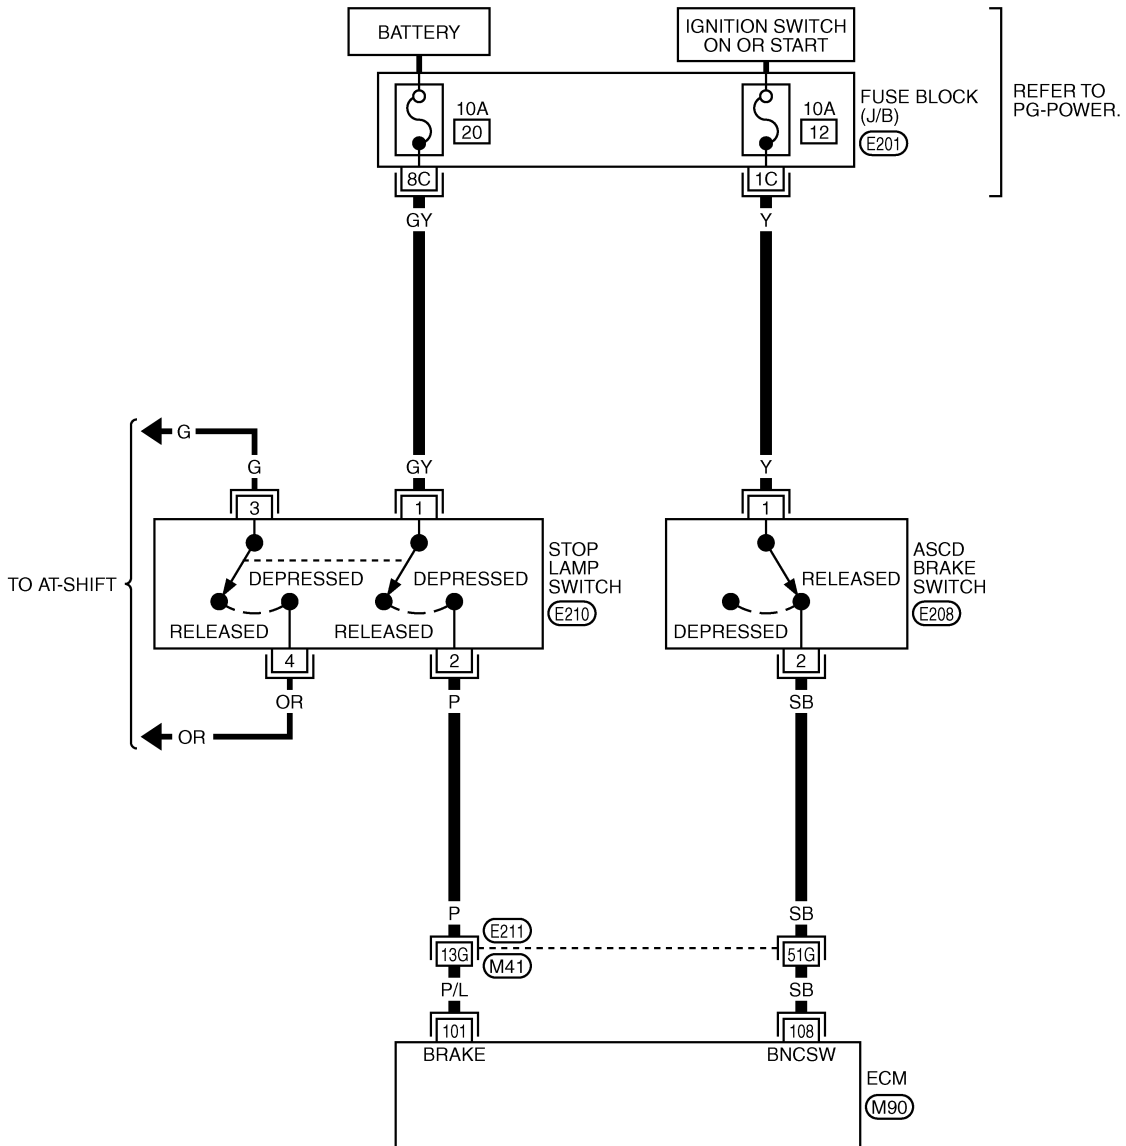 BATTERY
IGNITION SWITCH
ON OR START
REFER TO
PG-POWER.
FUSE BLOCK
(J/B)
E201
10A
20
10A
12
8C
1C
GY
Y
G
G
GY
Y
3
1
1
STOP
LAMP
SWITCH
E210
ASCD
BRAKE
SWITCH
E208
DEPRESSED
DEPRESSED
RELEASED
TO AT-SHIFT
RELEASED
RELEASED
DEPRESSED
4
2
2
OR
P
SB
OR
P
SB
E211
13G
51G
M41
P/L
SB
101
108
BRAKE
BNCSW
ECM
M90